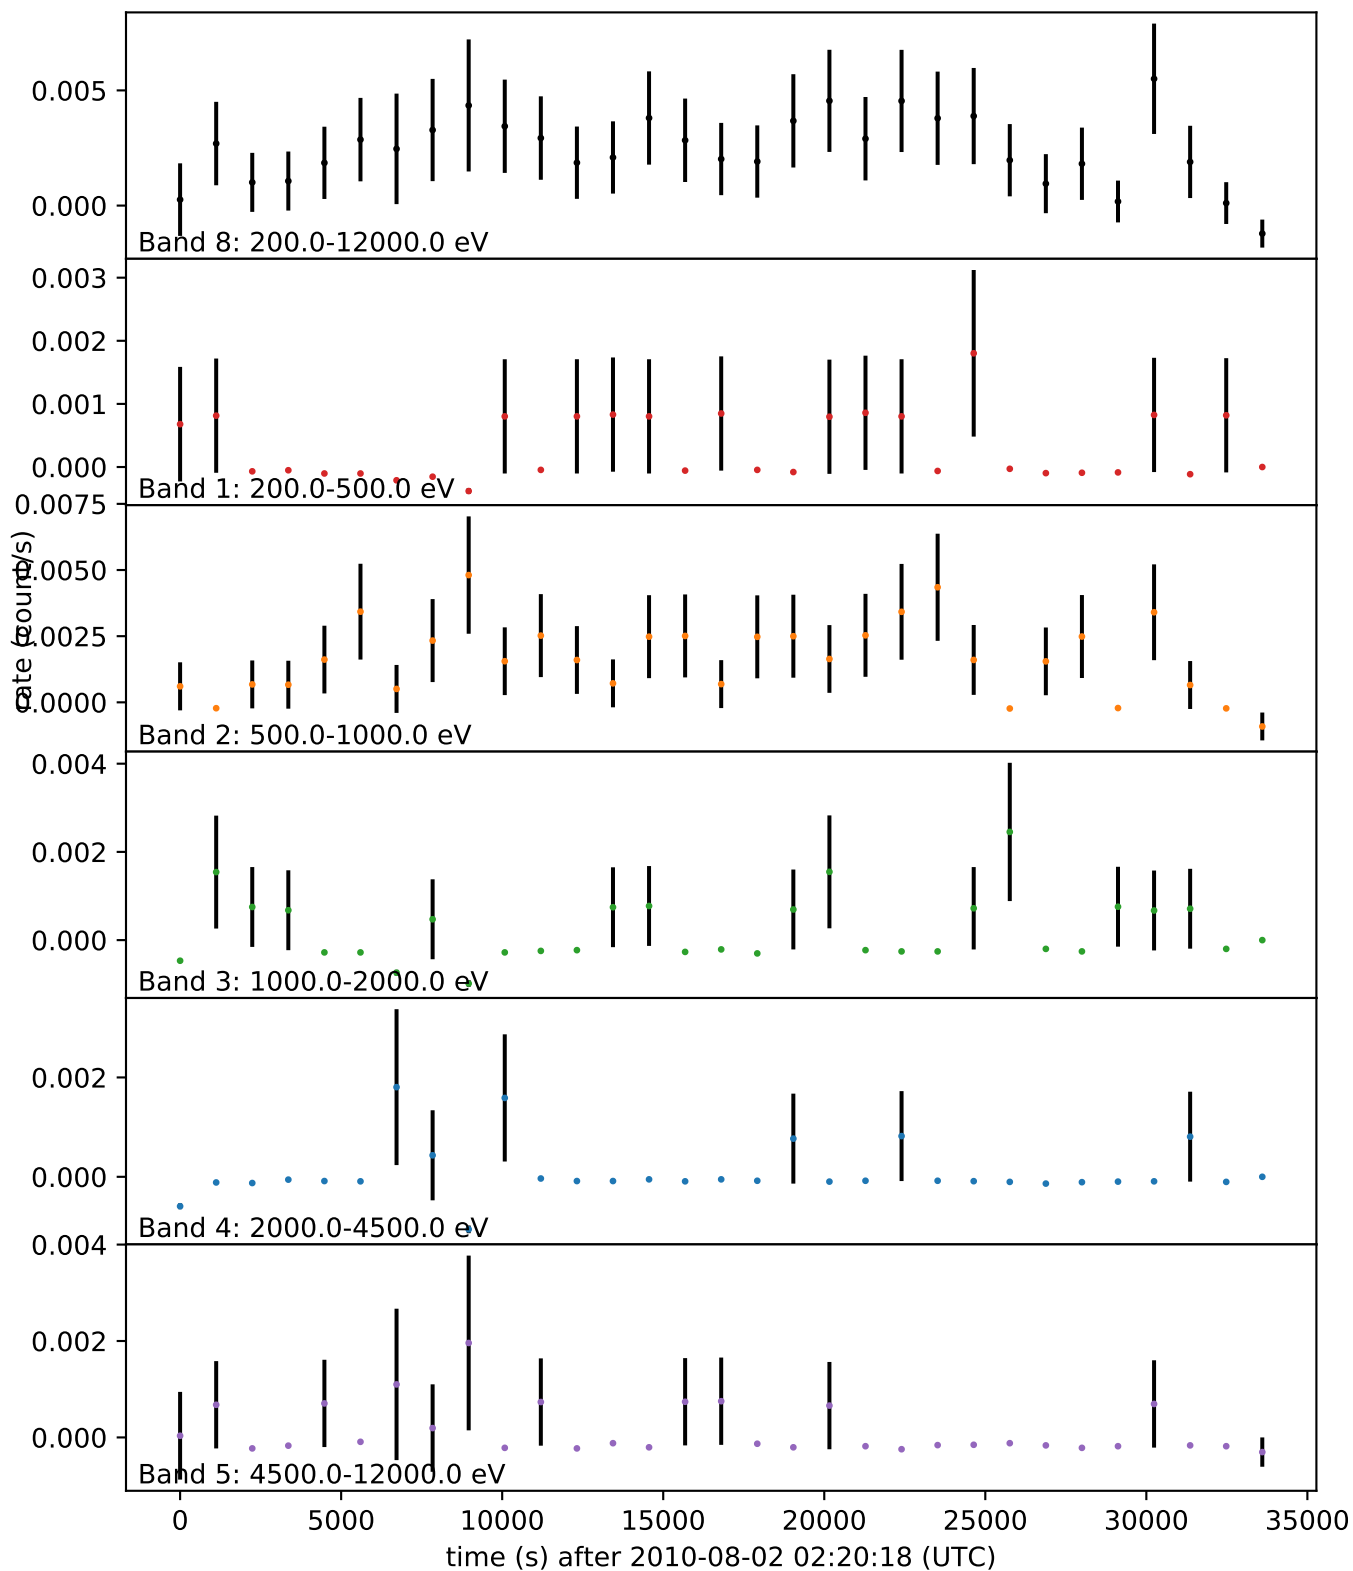 0.005
0.000
Band 8: 200.0-12000.0 eV
0.003
0.002
0.001
0.000
Band 1: 200.0-500.0 eV
rate (count/s)
0.0075
0.0050
0.0025
0.0000
Band 2: 500.0-1000.0 eV
0.004
0.002
0.000
Band 3: 1000.0-2000.0 eV
0.002
0.000
Band 4: 2000.0-4500.0 eV
0.004
0.002
0.000
Band 5: 4500.0-12000.0 eV
0 5000 10000 15000 20000 25000 30000 35000
time (s) after 2010-08-02 02:20:18 (UTC)